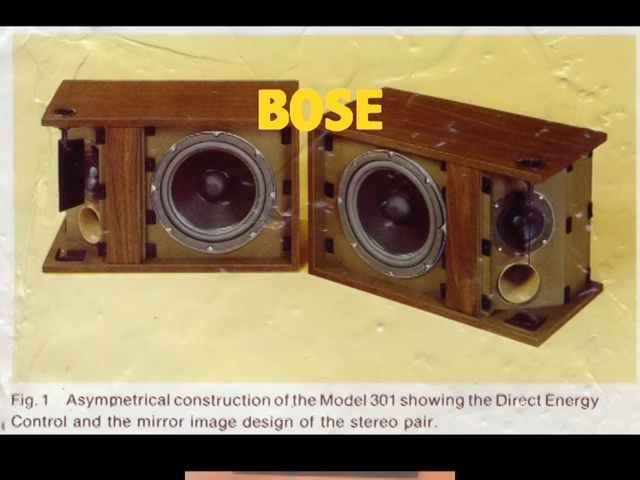 BOSE
Fig. 1 Asymmetrical construction of the Model 301 showing the Direct Energy
Control and the mirror image design of the stereo pair.